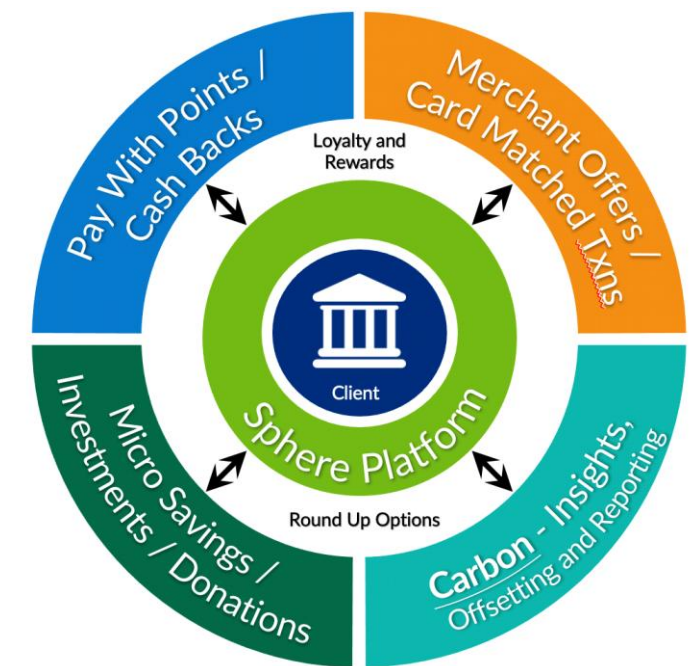 Pay With Points /
Cash Backs
Merchant Offers /
Card Matched Txns
Loyalty and
Rewards
Client
Sphere Platform
Round Up Options
Micro Savings /
Investments / Donations
Carbon - Insights,
Offsetting and Reporting